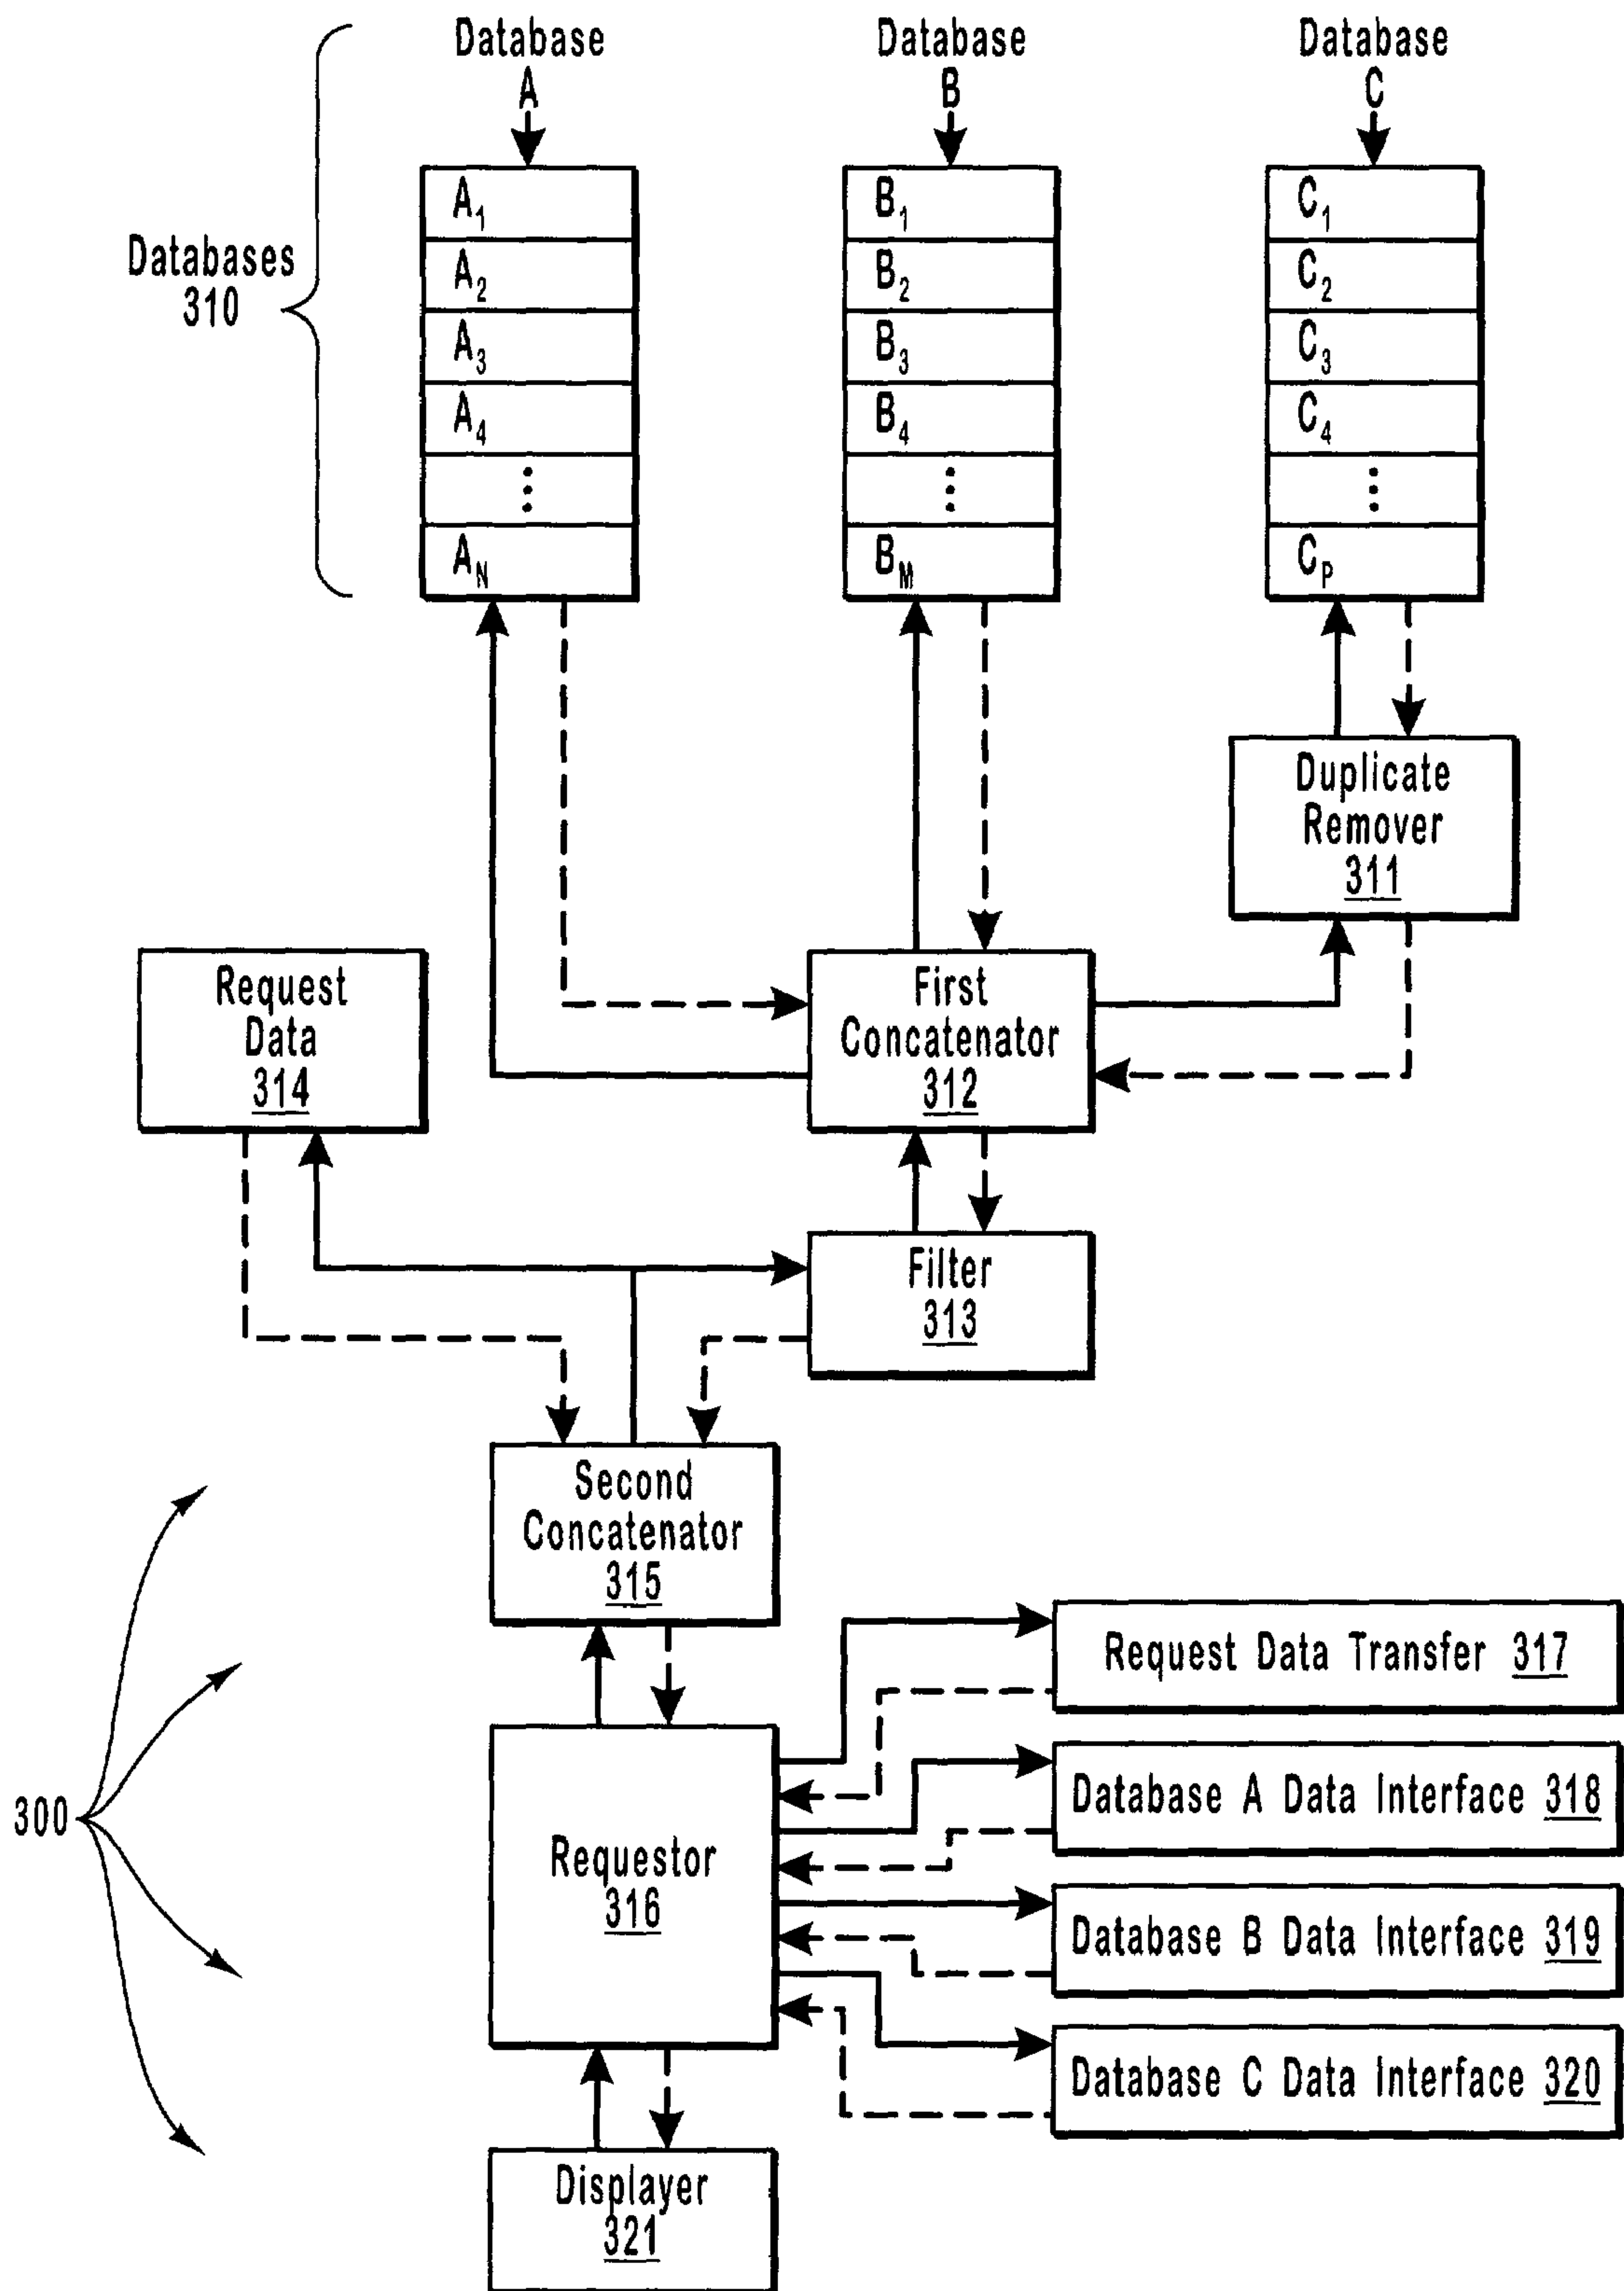 Database
A
Database
B
Database
C
Databases
310
A1
A2
A3
A4
⋮
AN
B1
B2
B3
B4
⋮
BM
C1
C2
C3
C4
⋮
CP
Duplicate
Remover
311
Request
Data
314
First
Concatenator
312
Filter
313
Second
Concatenator
315
300
Requestor
316
Request Data Transfer 317
Database A Data Interface 318
Database B Data Interface 319
Database C Data Interface 320
Displayer
321